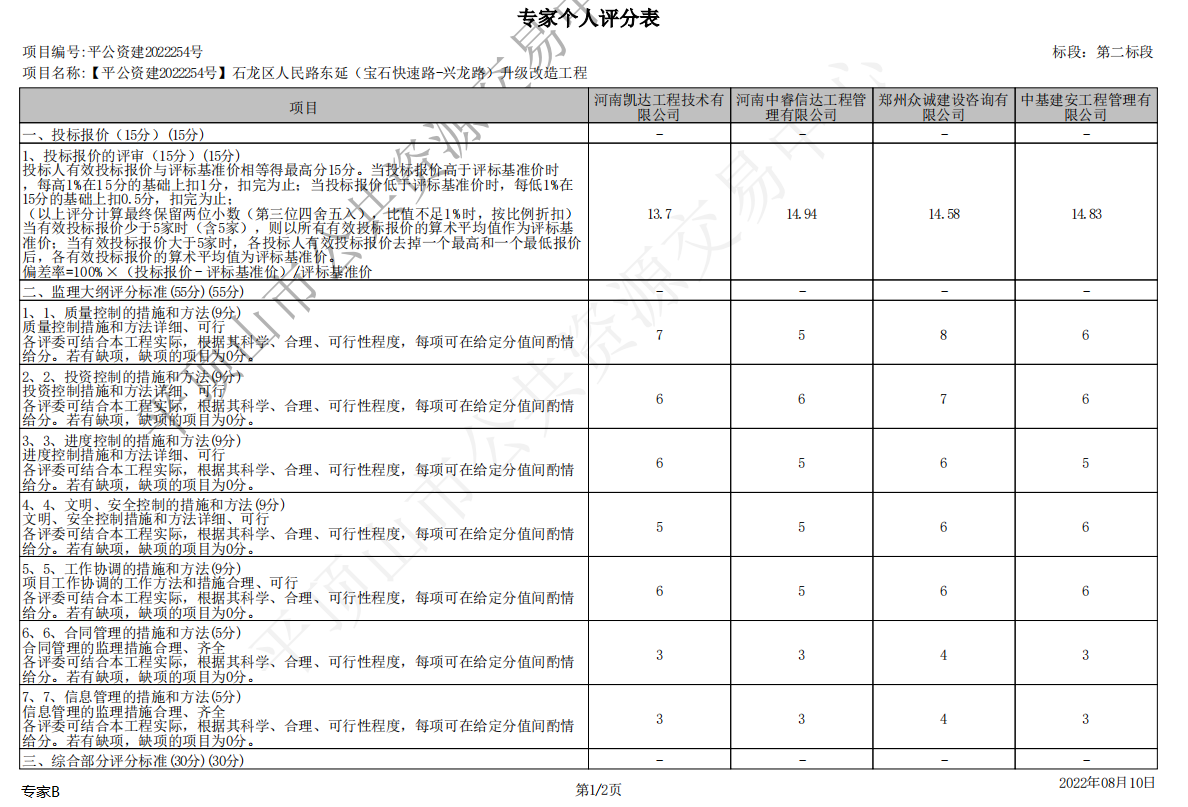 专家个人评分表
项目编号:平公资建2022254号
标段：第二标段
项目名称:【平公资建2022254号】石龙区人民路东延（宝石快速路-兴龙路）升级改造工程
项目
河南凯达工程技术有
限公司
河南中睿信达工程管
理有限公司
郑州众诚建设咨询有
限公司
中基建安工程管理有
限公司
一、投标报价（15分）(15分)
-
-
-
-
1、投标报价的评审（15分）(15分)
投标人有效投标报价与评标基准价相等得最高分15分。当投标报价高于评标基准价时
，每高1%在15分的基础上扣1分，扣完为止；当投标报价低于评标基准价时，每低1%在
15分的基础上扣0.5分，扣完为止；
（以上评分计算最终保留两位小数（第三位四舍五入），比值不足1%时，按比例折扣）
当有效投标报价少于5家时（含5家），则以所有有效投标报价的算术平均值作为评标基
准价；当有效投标报价大于5家时，各投标人有效投标报价去掉一个最高和一个最低报价
后，各有效投标报价的算术平均值为评标基准价。
偏差率=100%×（投标报价-评标基准价）/评标基准价
13.7
14.94
14.58
14.83
二、监理大纲评分标准(55分)(55分)
-
-
-
-
1、1、质量控制的措施和方法(9分)
质量控制措施和方法详细、可行
各评委可结合本工程实际，根据其科学、合理、可行性程度，每项可在给定分值间酌情
给分。若有缺项，缺项的项目为0分。
7
5
8
6
2、2、投资控制的措施和方法(9分)
投资控制措施和方法详细、可行
各评委可结合本工程实际，根据其科学、合理、可行性程度，每项可在给定分值间酌情
给分。若有缺项，缺项的项目为0分。
6
6
7
6
3、3、进度控制的措施和方法(9分)
进度控制措施和方法详细、可行
各评委可结合本工程实际，根据其科学、合理、可行性程度，每项可在给定分值间酌情
给分。若有缺项，缺项的项目为0分。
6
5
6
5
4、4、文明、安全控制的措施和方法(9分)
文明、安全控制措施和方法详细、可行
各评委可结合本工程实际，根据其科学、合理、可行性程度，每项可在给定分值间酌情
给分。若有缺项，缺项的项目为0分。
5
5
6
6
5、5、工作协调的措施和方法(9分)
项目工作协调的工作方法和措施合理、可行
各评委可结合本工程实际，根据其科学、合理、可行性程度，每项可在给定分值间酌情
给分。若有缺项，缺项的项目为0分。
6
5
6
6
6、6、合同管理的措施和方法(5分)
合同管理的监理措施合理、齐全
各评委可结合本工程实际，根据其科学、合理、可行性程度，每项可在给定分值间酌情
给分。若有缺项，缺项的项目为0分。
3
3
4
3
7、7、信息管理的措施和方法(5分)
信息管理的监理措施合理、齐全
各评委可结合本工程实际，根据其科学、合理、可行性程度，每项可在给定分值间酌情
给分。若有缺项，缺项的项目为0分。
3
3
4
3
三、综合部分评分标准(30分)(30分)
-
-
-
-
专家B
第1/2页
2022年08月10日
平顶山市公共资源交易中
平顶山市公共资源交易中心